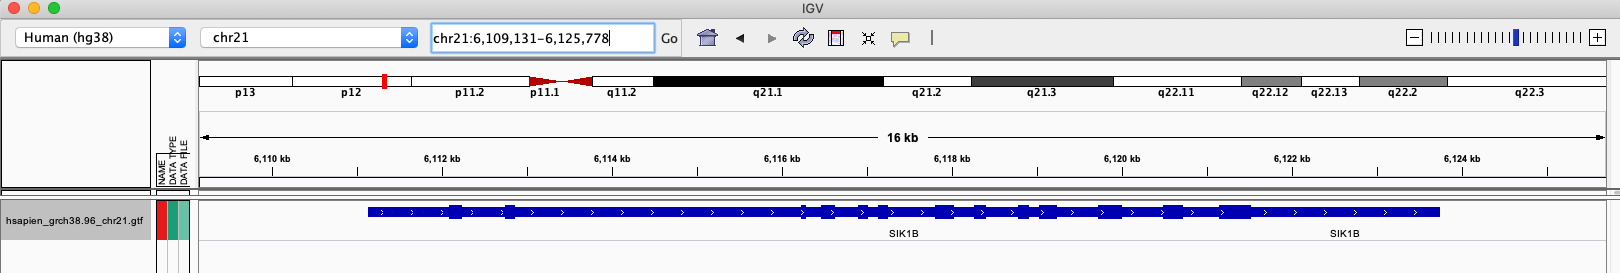 IGV
Human (hg38) chr21 chr21:6,109,131-6,125,778 Go
p13 p12 p11.2 p11.1 q11.2 q21.1 q21.2 q21.3 q22.11 q22.12 q22.13 q22.2 q22.3
16 kb
6,110 kb 6,112 kb 6,114 kb 6,116 kb 6,118 kb 6,120 kb 6,122 kb 6,124 kb
NAME
DATA TYPE
DATA FILE
hsapien_grch38.96_chr21.gtf
SIK1B SIK1B